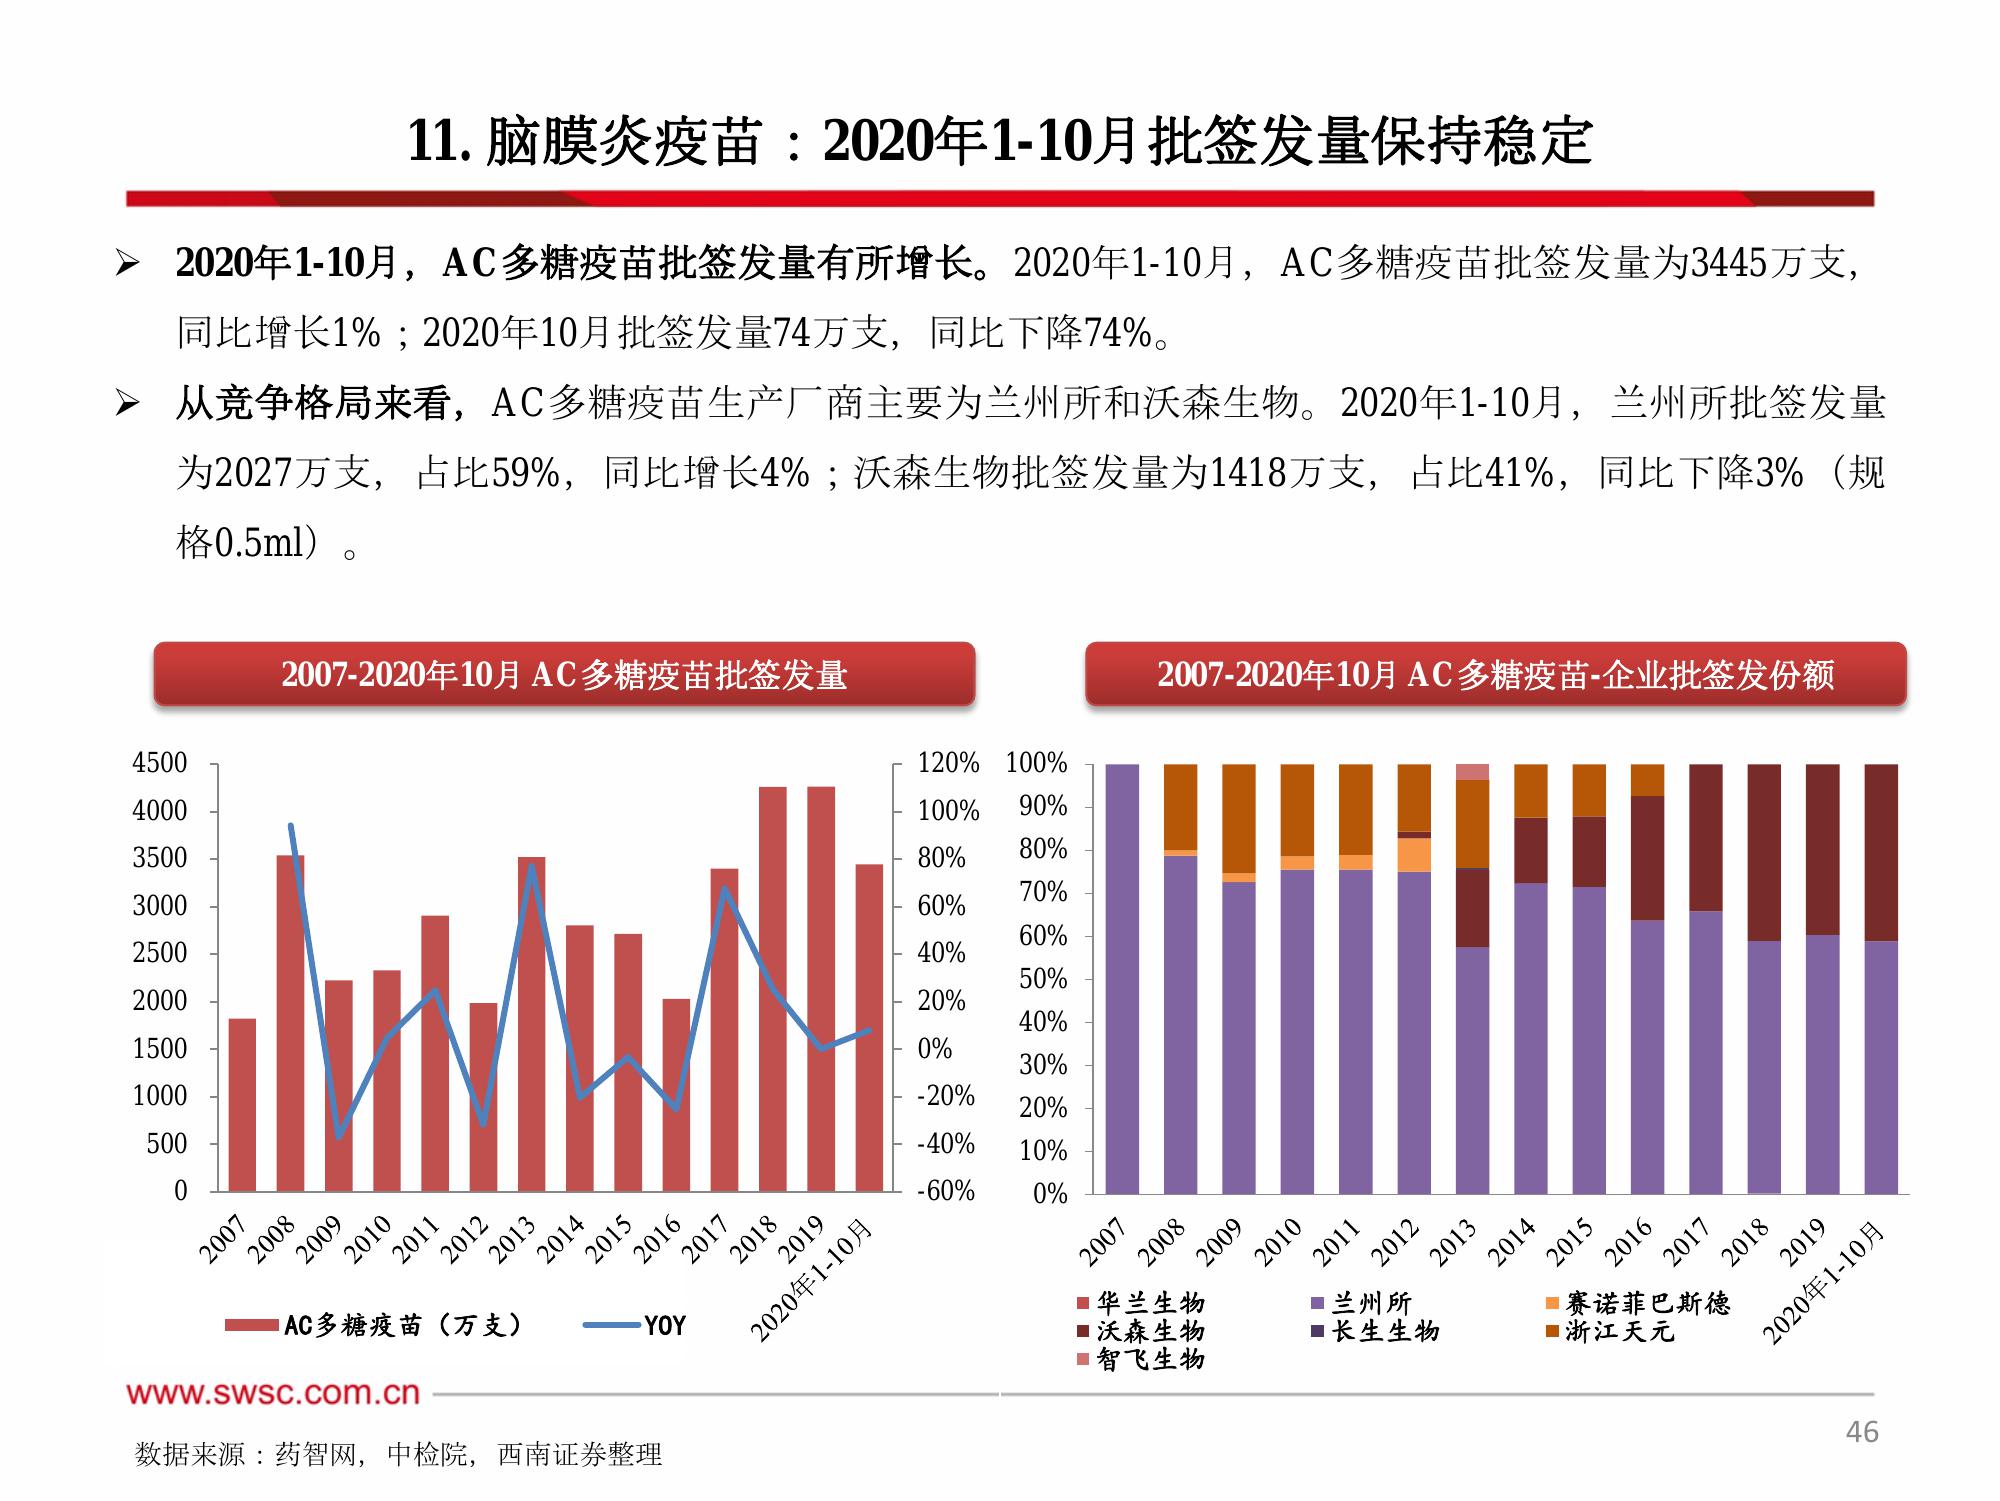 11. 脑膜炎疫苗：2020年1-10月批签发量保持稳定
➢ 2020年1-10月，AC多糖疫苗批签发量有所增长。2020年1-10月，AC多糖疫苗批签发量为3445万支，
同比增长1%；2020年10月批签发量74万支，同比下降74%。
➢ 从竞争格局来看，AC多糖疫苗生产厂商主要为兰州所和沃森生物。2020年1-10月，兰州所批签发量
为2027万支，占比59%，同比增长4%；沃森生物批签发量为1418万支，占比41%，同比下降3%（规
格0.5ml）。
2007-2020年10月 AC多糖疫苗批签发量
4500
4000
3500
3000
2500
2000
1500
1000
500
0
120%
100%
80%
60%
40%
20%
0%
-20%
-40%
-60%
2007 2008 2009 2010 2011 2012 2013 2014 2015 2016 2017 2018 2019 2020年1-10月
AC多糖疫苗（万支） YOY
2007-2020年10月 AC多糖疫苗-企业批签发份额
100%
90%
80%
70%
60%
50%
40%
30%
20%
10%
0%
2007 2008 2009 2010 2011 2012 2013 2014 2015 2016 2017 2018 2019 2020年1-10月
华兰生物 兰州所 赛诺菲巴斯德
沃森生物 长生生物 浙江天元
智飞生物
www.swsc.com.cn
46
数据来源：药智网，中检院，西南证券整理